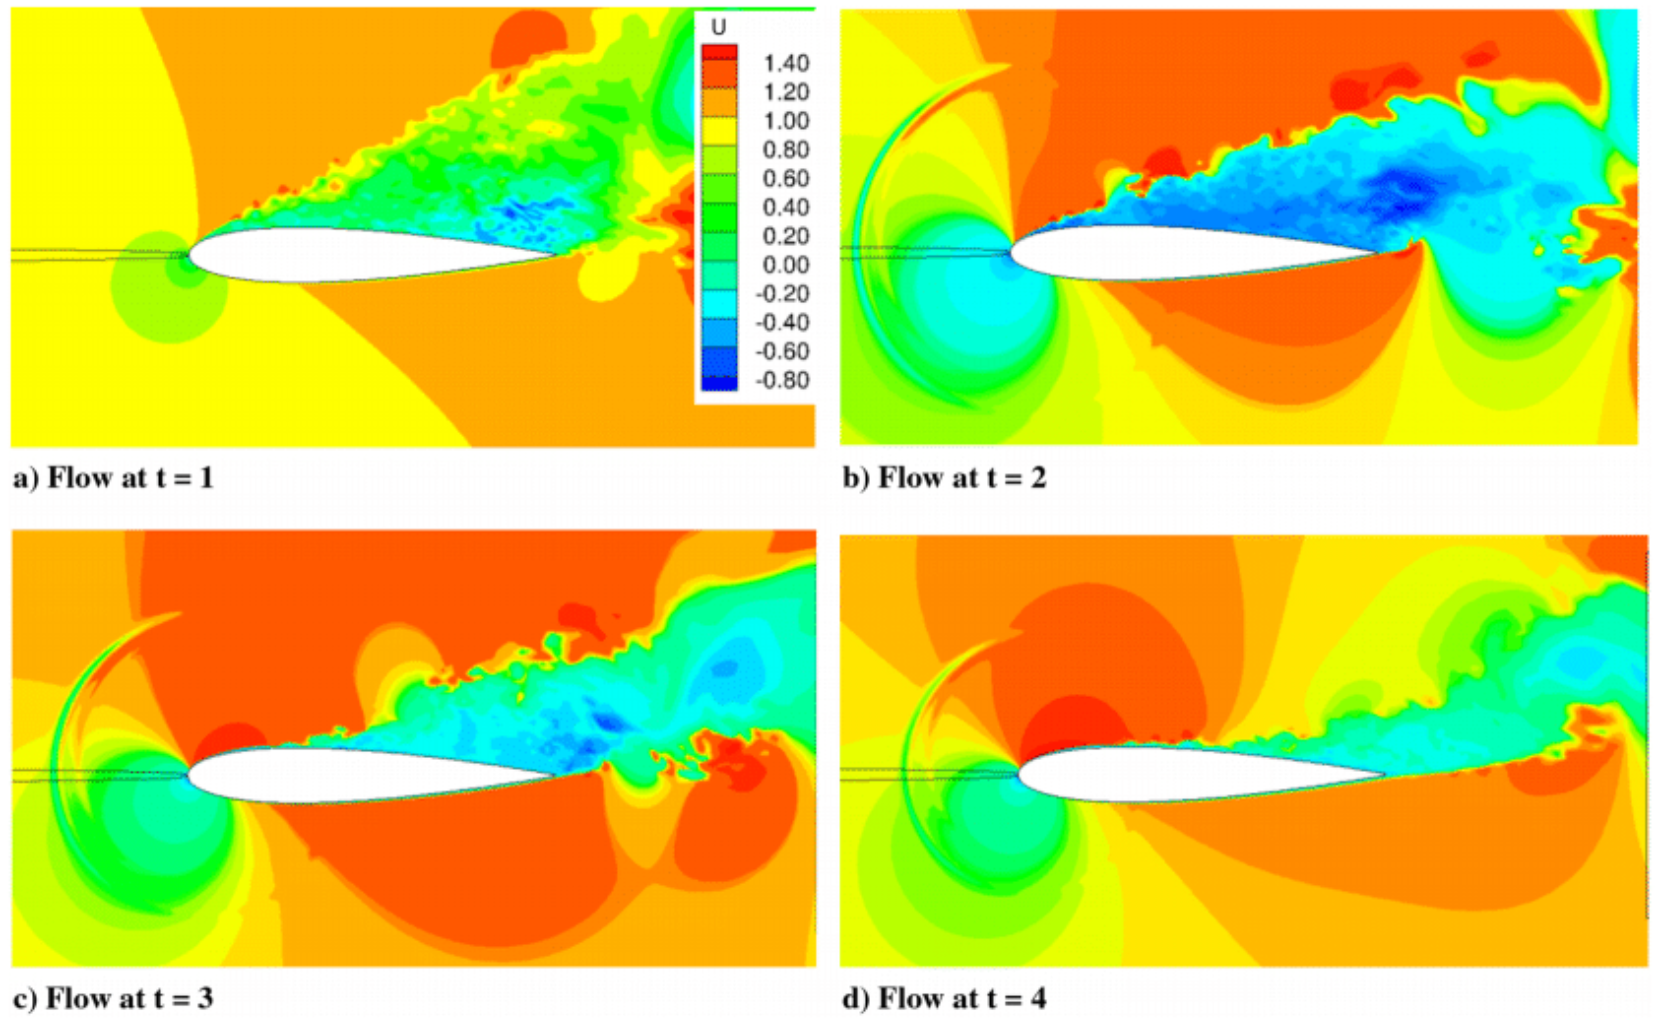 U
1.40
1.20
1.00
0.80
0.60
0.40
0.20
0.00
-0.20
-0.40
-0.60
-0.80
a) Flow at t = 1
b) Flow at t = 2
c) Flow at t = 3
d) Flow at t = 4